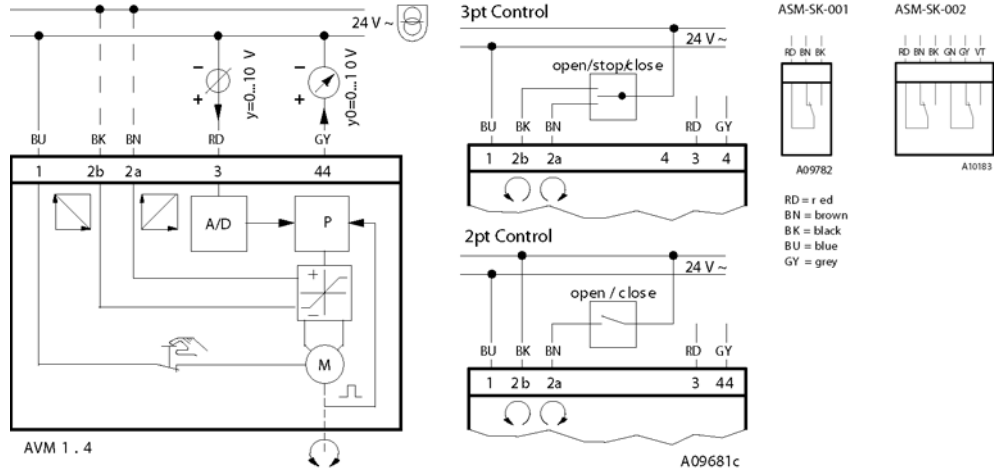 24 V ~
− −
+ +
y=0...10 V
y0=0...10 V
BU BK BN RD GY
1 2b 2a 3 44
A/D P
+
−
M
AVM 1 . 4
3pt Control
24 V ~
open/stop/close
BU BK BN RD GY
1 2b 2a 4 3 4
2pt Control
24 V ~
open / close
BU BK BN RD GY
1 2b 2a 3 44
A09681c
ASM-SK-001
RD BN BK
A09782
ASM-SK-002
RD BN BK GN GY VT
A10183
RD = r ed
BN = brown
BK = black
BU = blue
GY = grey